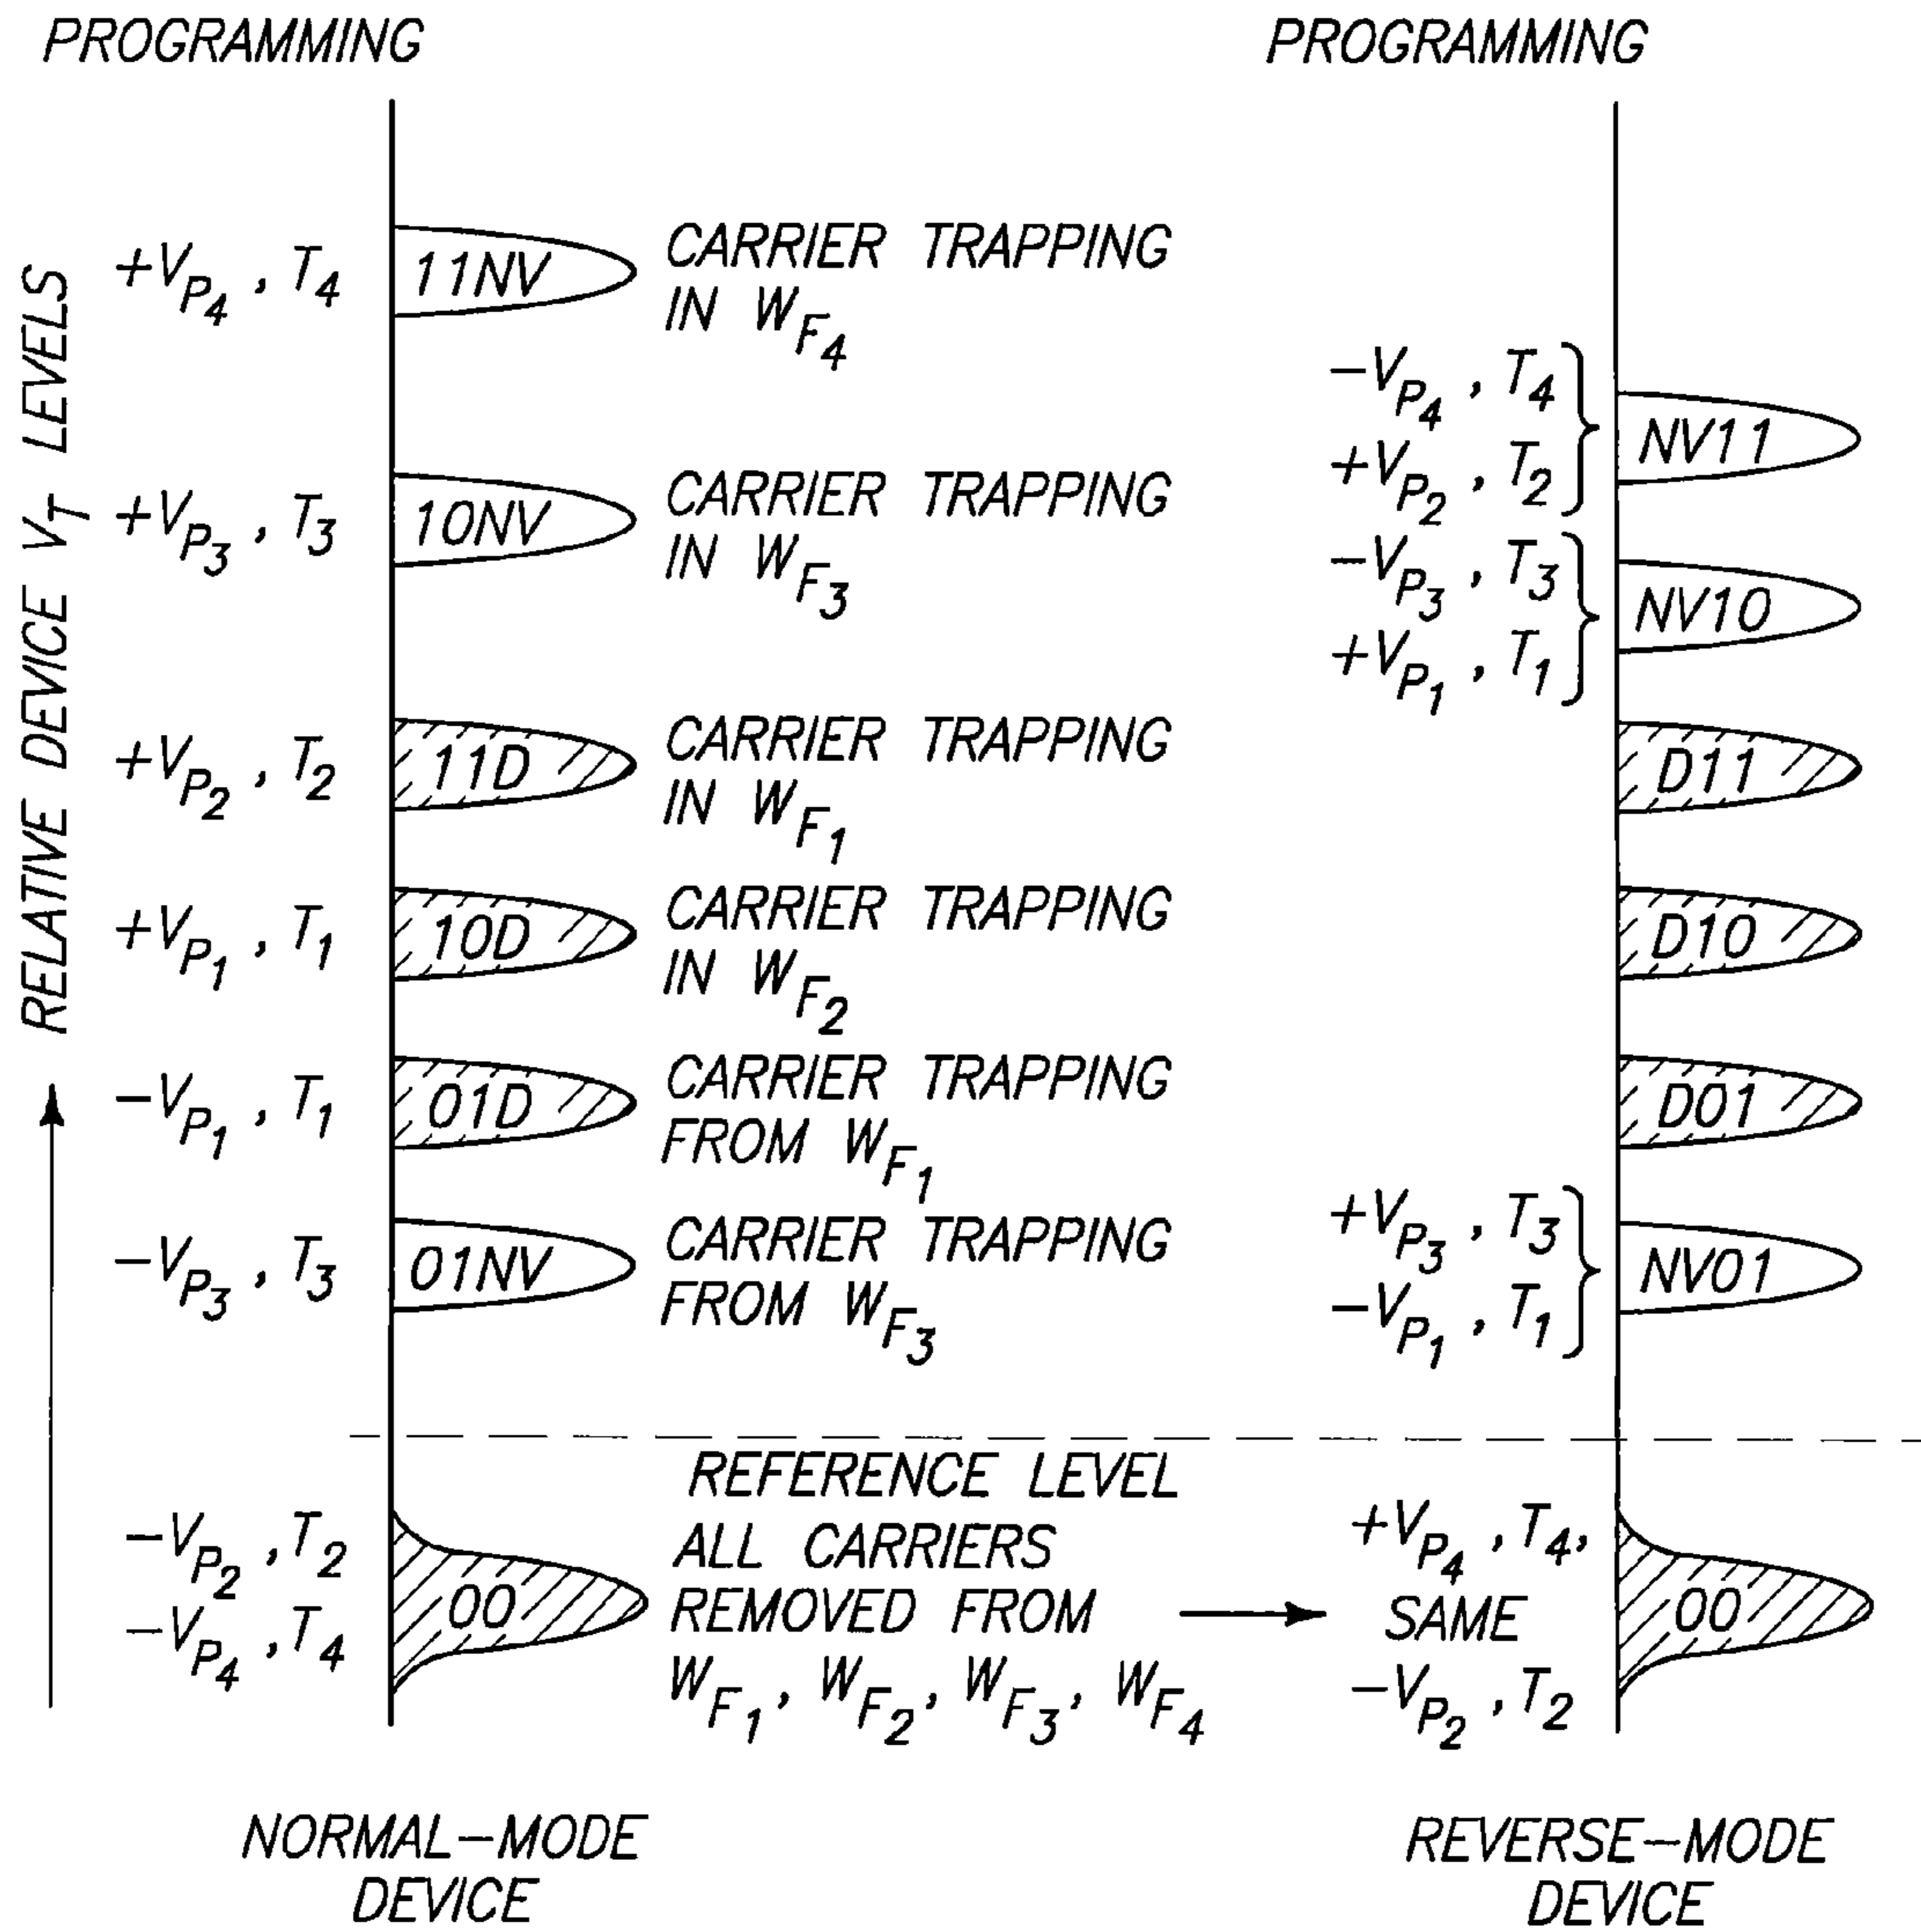 PROGRAMMING
RELATIVE DEVICE V_T LEVELS
+V_P4, T_4
11NV
CARRIER TRAPPING
IN W_F4
+V_P3, T_3
10NV
CARRIER TRAPPING
IN W_F3
+V_P2, T_2
11D
CARRIER TRAPPING
IN W_F1
+V_P1, T_1
10D
CARRIER TRAPPING
IN W_F2
-V_P1, T_1
01D
CARRIER TRAPPING
FROM W_F1
-V_P3, T_3
01NV
CARRIER TRAPPING
FROM W_F3
REFERENCE LEVEL
-V_P2, T_2
-V_P4, T_4
00
ALL CARRIERS
REMOVED FROM
W_F1, W_F2, W_F3, W_F4
NORMAL-MODE
DEVICE
PROGRAMMING
-V_P4, T_4
+V_P2, T_2
NV11
-V_P3, T_3
+V_P1, T_1
NV10
D11
D10
D01
+V_P3, T_3
-V_P1, T_1
NV01
+V_P4, T_4,
SAME
-V_P2, T_2
00
REVERSE-MODE
DEVICE